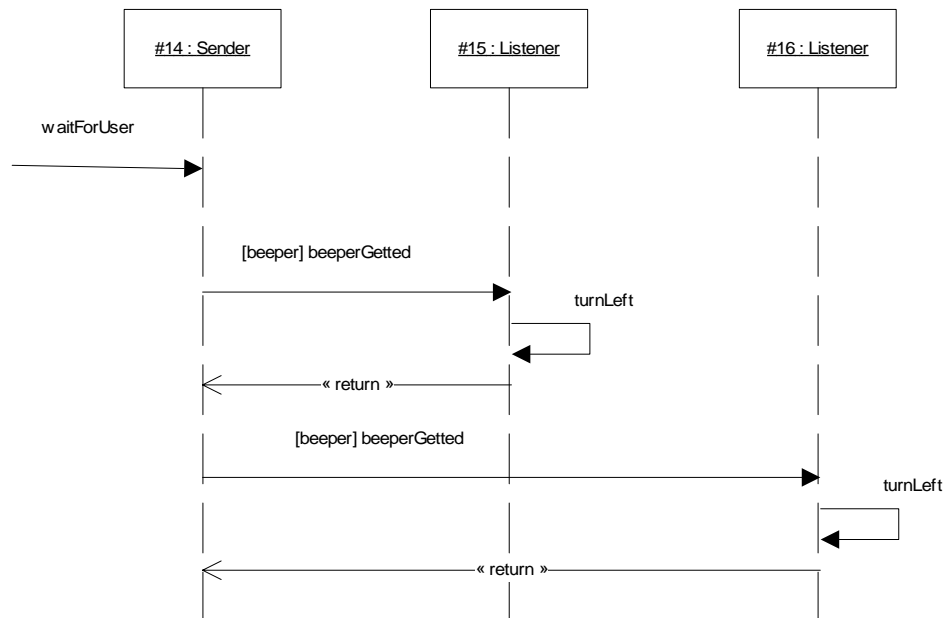 #14 : Sender
#15 : Listener
#16 : Listener
waitForUser
[beeper] beeperGetted
turnLeft
« return »
[beeper] beeperGetted
turnLeft
« return »